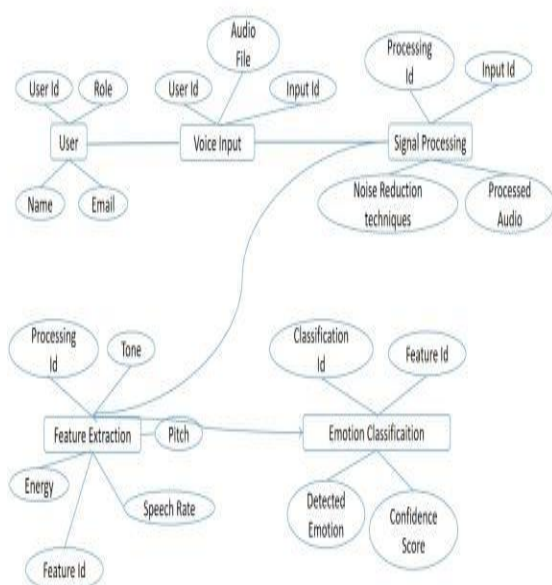 Audio
File
Processing
Id
Input Id
User Id
Role
User Id
Input Id
User
Voice Input
Signal Processing
Name
Email
Noise Reduction
techniques
Processed
Audio
Processing
Id
Tone
Classification
Id
Feature Id
Feature Extraction
Pitch
Emotion Classificaition
Energy
Speech Rate
Detected
Emotion
Confidence
Score
Feature Id